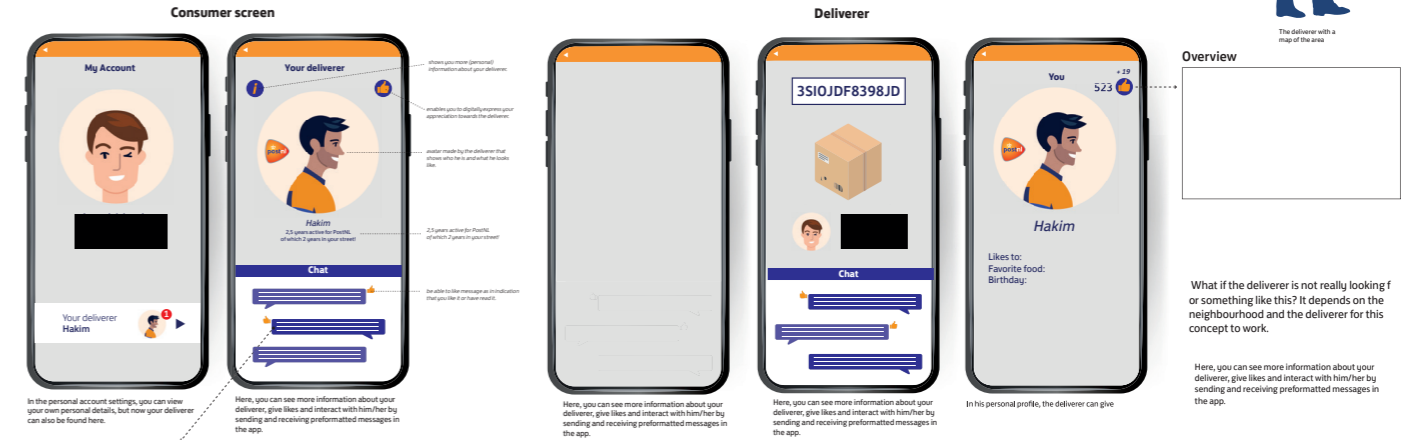 Consumer screen
My Account
Your deliverer
Hakim
1
In the personal account settings, you can view
your own personal details, but now your deliverer
can also be found here.
Your deliverer
i
postnl
Hakim
2,5 years active for PostNL
of which 2 years in your street!
Chat
Here, you can see more information about your
deliverer, give likes and interact with him/her by
sending and receiving preformatted messages in
the app.
shows you more (personal)
information about your deliverer.
enables you to digitally express your
appreciation towards the deliverer.
avatar made by the deliverer that
shows who he is and what he looks
like.
2,5 years active for PostNL
of which 2 years in your street!
be able to like message as in indication
that you like it or have read it.
Deliverer
Here, you can see more information about your
deliverer, give likes and interact with him/her by
sending and receiving preformatted messages in
the app.
3SIOJDF8398JD
Chat
Here, you can see more information about your
deliverer, give likes and interact with him/her by
sending and receiving preformatted messages in
the app.
You
+ 19
523
postnl
Hakim
Likes to:
Favorite food:
Birthday:
In his personal profile, the deliverer can give
The deliverer with a
map of the area
Overview
What if the deliverer is not really looking f
or something like this? It depends on the
neighbourhood and the deliverer for this
concept to work.
Here, you can see more information about your
deliverer, give likes and interact with him/her by
sending and receiving preformatted messages in
the app.